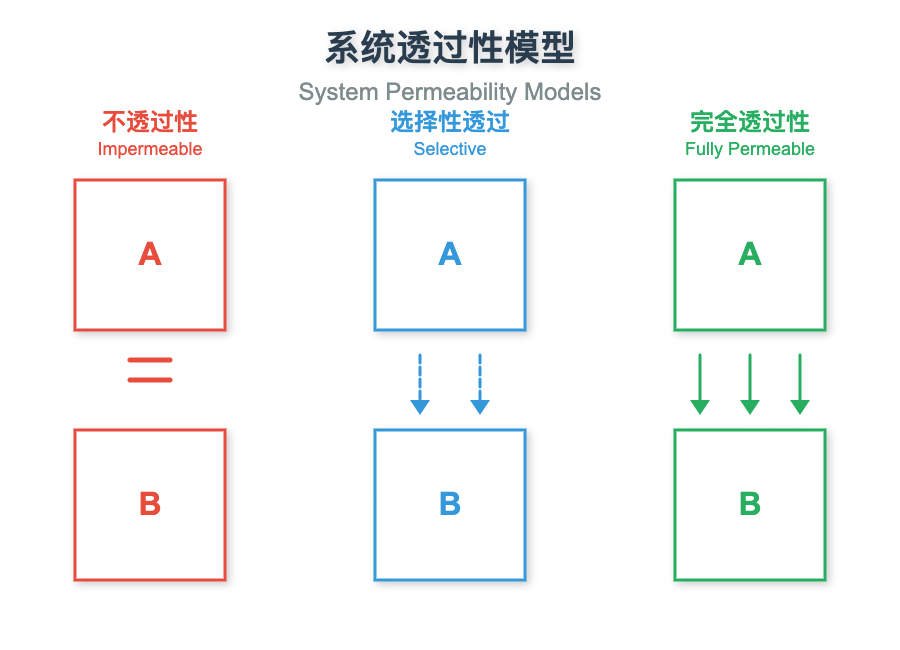 系统透过性模型
System Permeability Models
不透过性
Impermeable
A
B
选择性透过
Selective
A
B
完全透过性
Fully Permeable
A
B